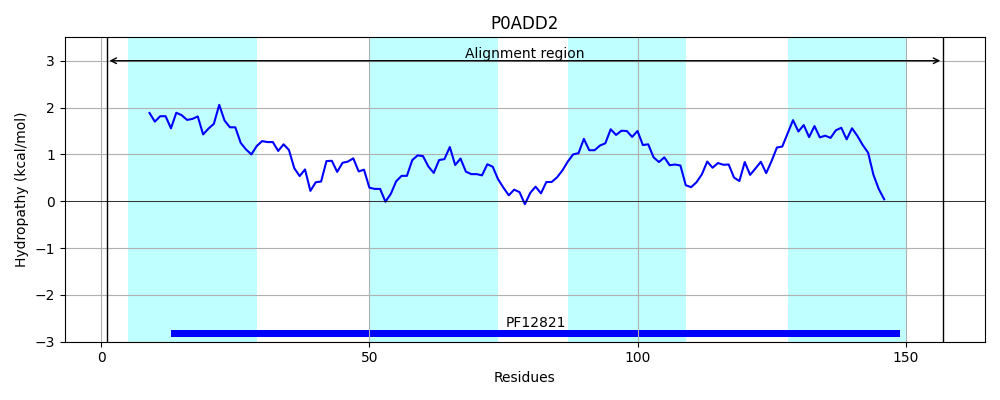 P0ADD2
Alignment region
3
2
1
0
−1
−2
−3
Hydropathy (kcal/mol)
PF12821
0 50 100 150
Residues